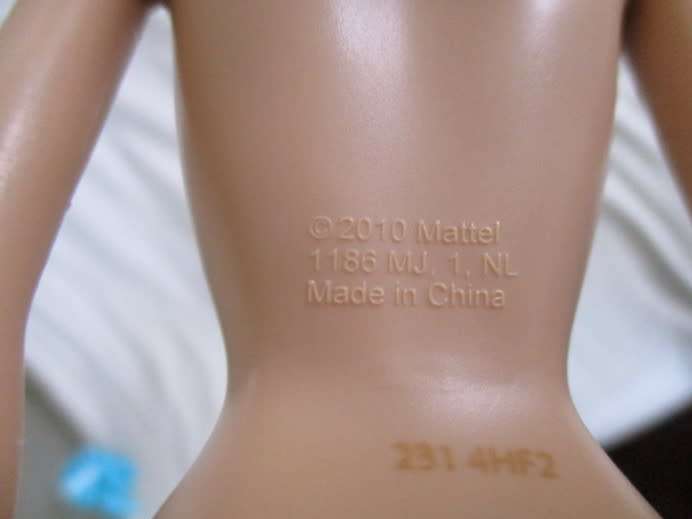 ©2010 Mattel
1186 MJ, 1, NL
Made in China
231 4HF2